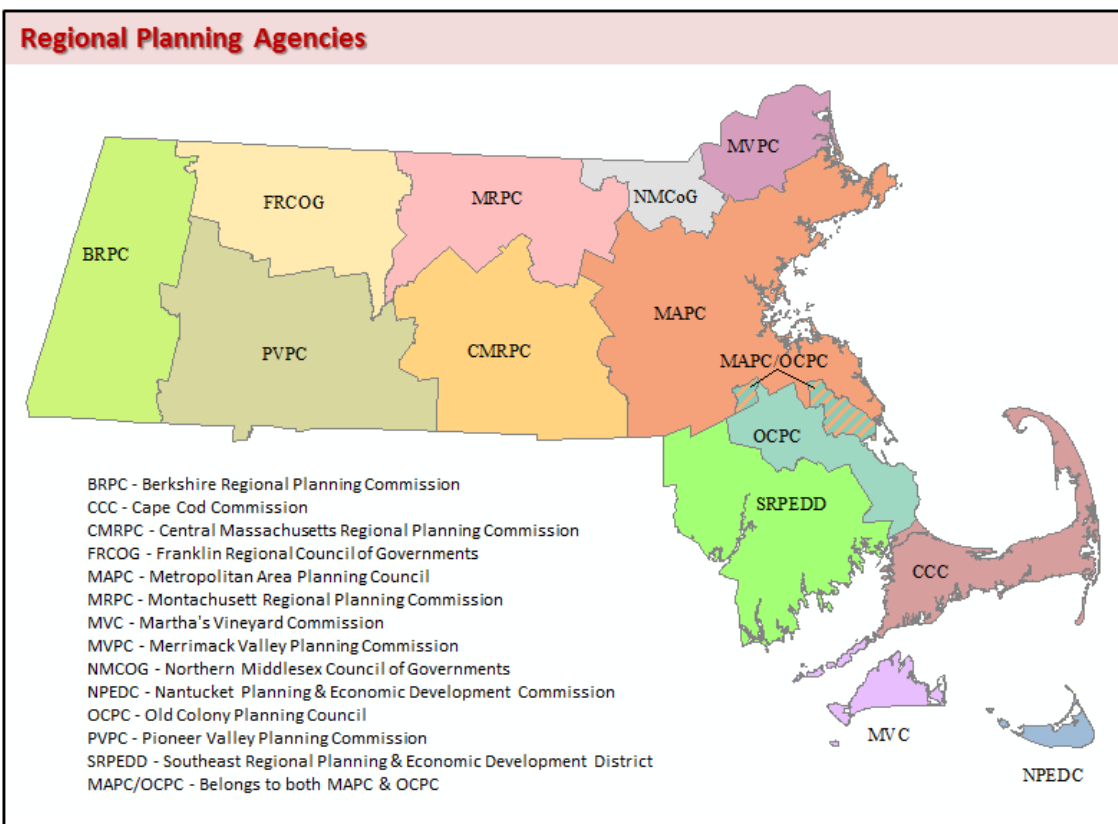 Regional Planning Agencies
MVPC
NMCoG
MRPC
FRCOG
BRPC
MAPC
PVPC
CMRPC
MAPC/OCPC
OCPC
SRPEDD
CCC
MVC
NPEDC
BRPC - Berkshire Regional Planning Commission
CCC - Cape Cod Commission
CMRPC - Central Massachusetts Regional Planning Commission
FRCOG - Franklin Regional Council of Governments
MAPC - Metropolitan Area Planning Council
MRPC - Montachusett Regional Planning Commission
MVC - Martha's Vineyard Commission
MVPC - Merrimack Valley Planning Commission
NMCOG - Northern Middlesex Council of Governments
NPEDC - Nantucket Planning & Economic Development Commission
OCPC - Old Colony Planning Council
PVPC - Pioneer Valley Planning Commission
SRPEDD - Southeast Regional Planning & Economic Development District
MAPC/OCPC - Belongs to both MAPC & OCPC